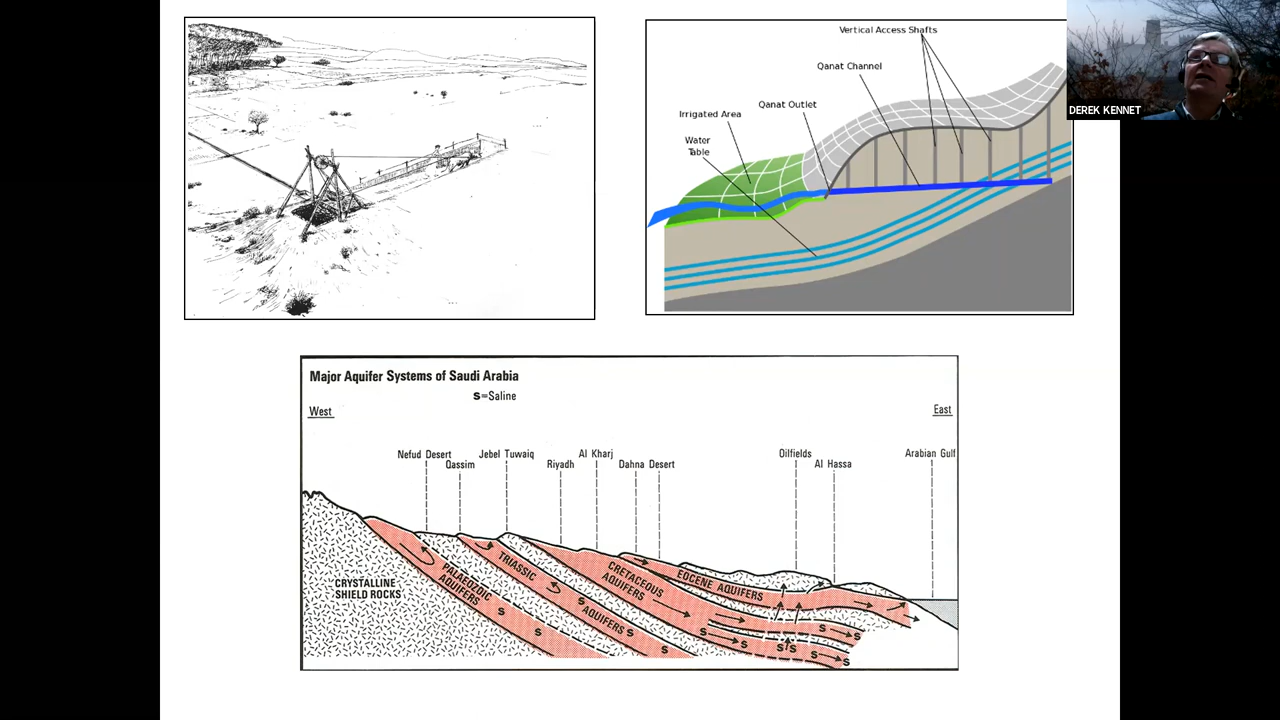 Vertical Access Shafts
Qanat Channel
Qanat Outlet
Irrigated Area
Water
Table
DEREK KENNET
Major Aquifer Systems of Saudi Arabia
S=Saline
West
East
Nefud Desert
Qassim
Jebel Tuwaiq
Riyadh
Al Kharj
Dahna Desert
Oilfields
Al Hassa
Arabian Gulf
CRYSTALLINE
SHIELD ROCKS
PALAEOZOIC
AQUIFERS
TRIASSIC
AQUIFERS
CRETACEOUS
AQUIFERS
EOCENE AQUIFERS
S
S
S
S
S
S
S
S
S
S
S
S